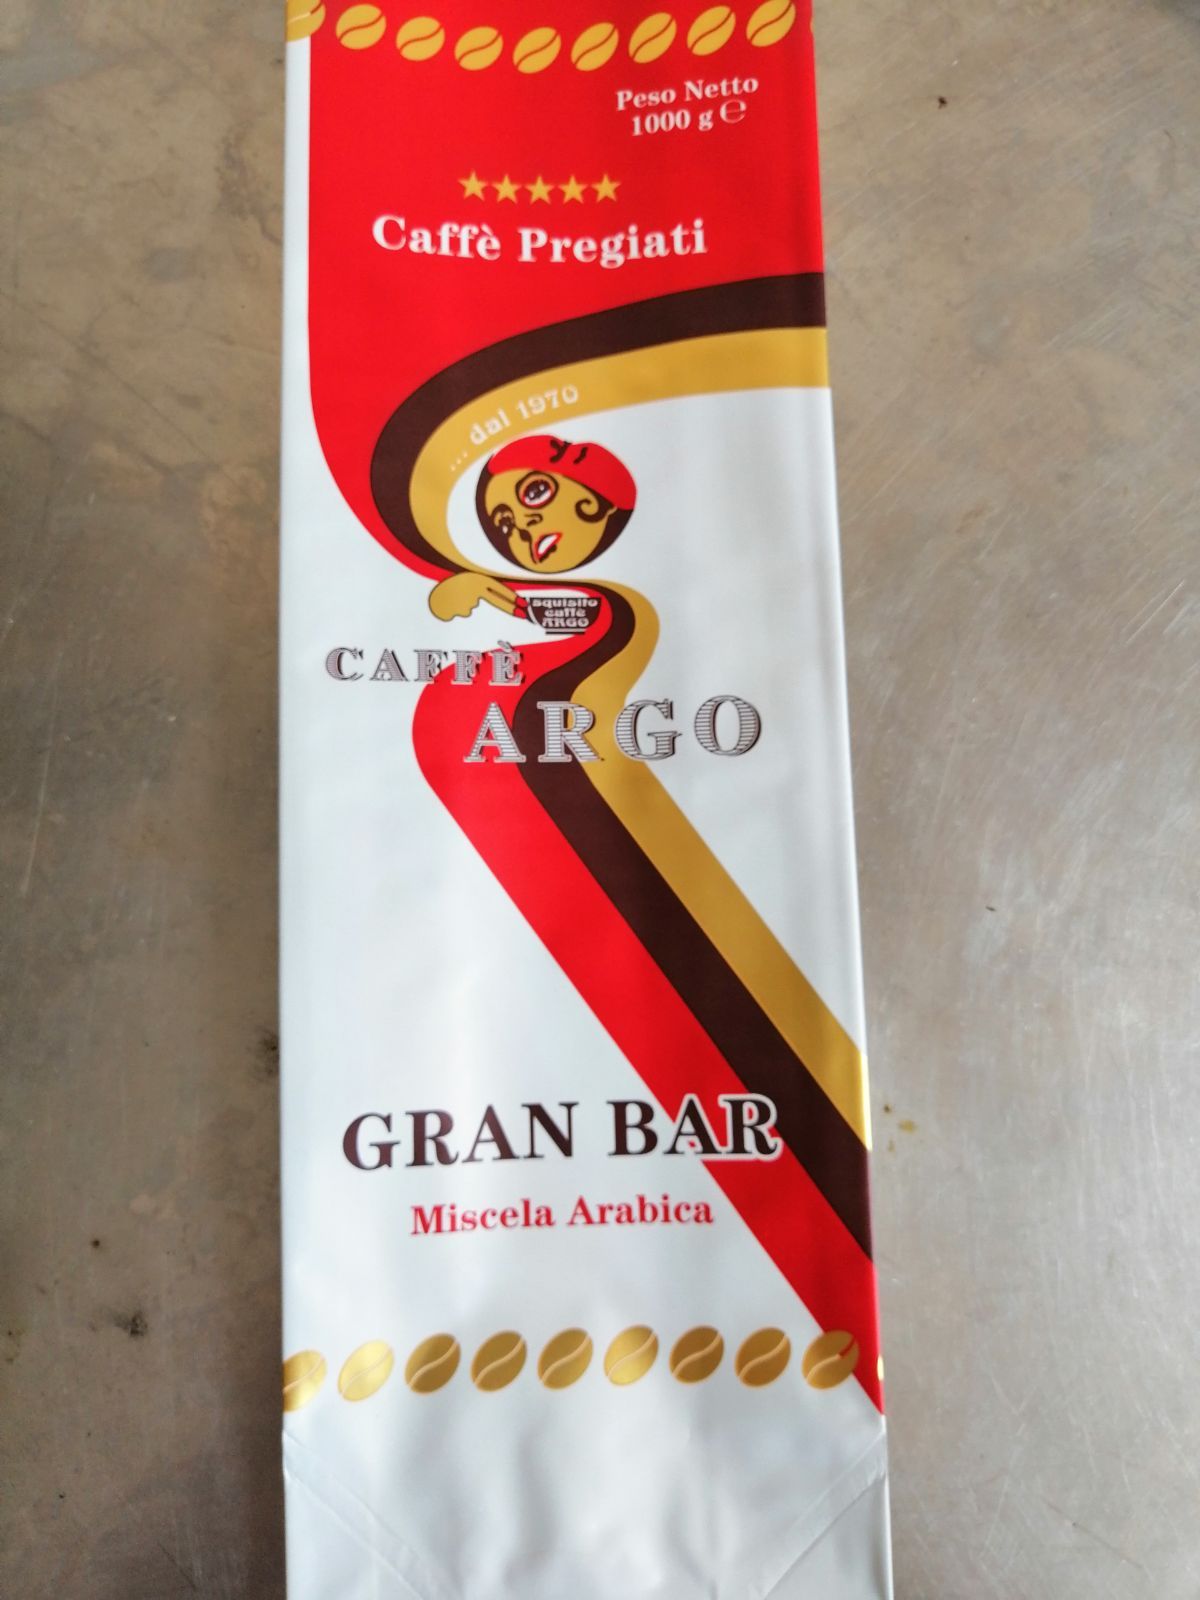 Peso Netto
1000 g ℮
Caffè Pregiati
... dal 1970
squisito
caffè
ARGO
CAFFÈ
ARGO
GRAN BAR
Miscela Arabica